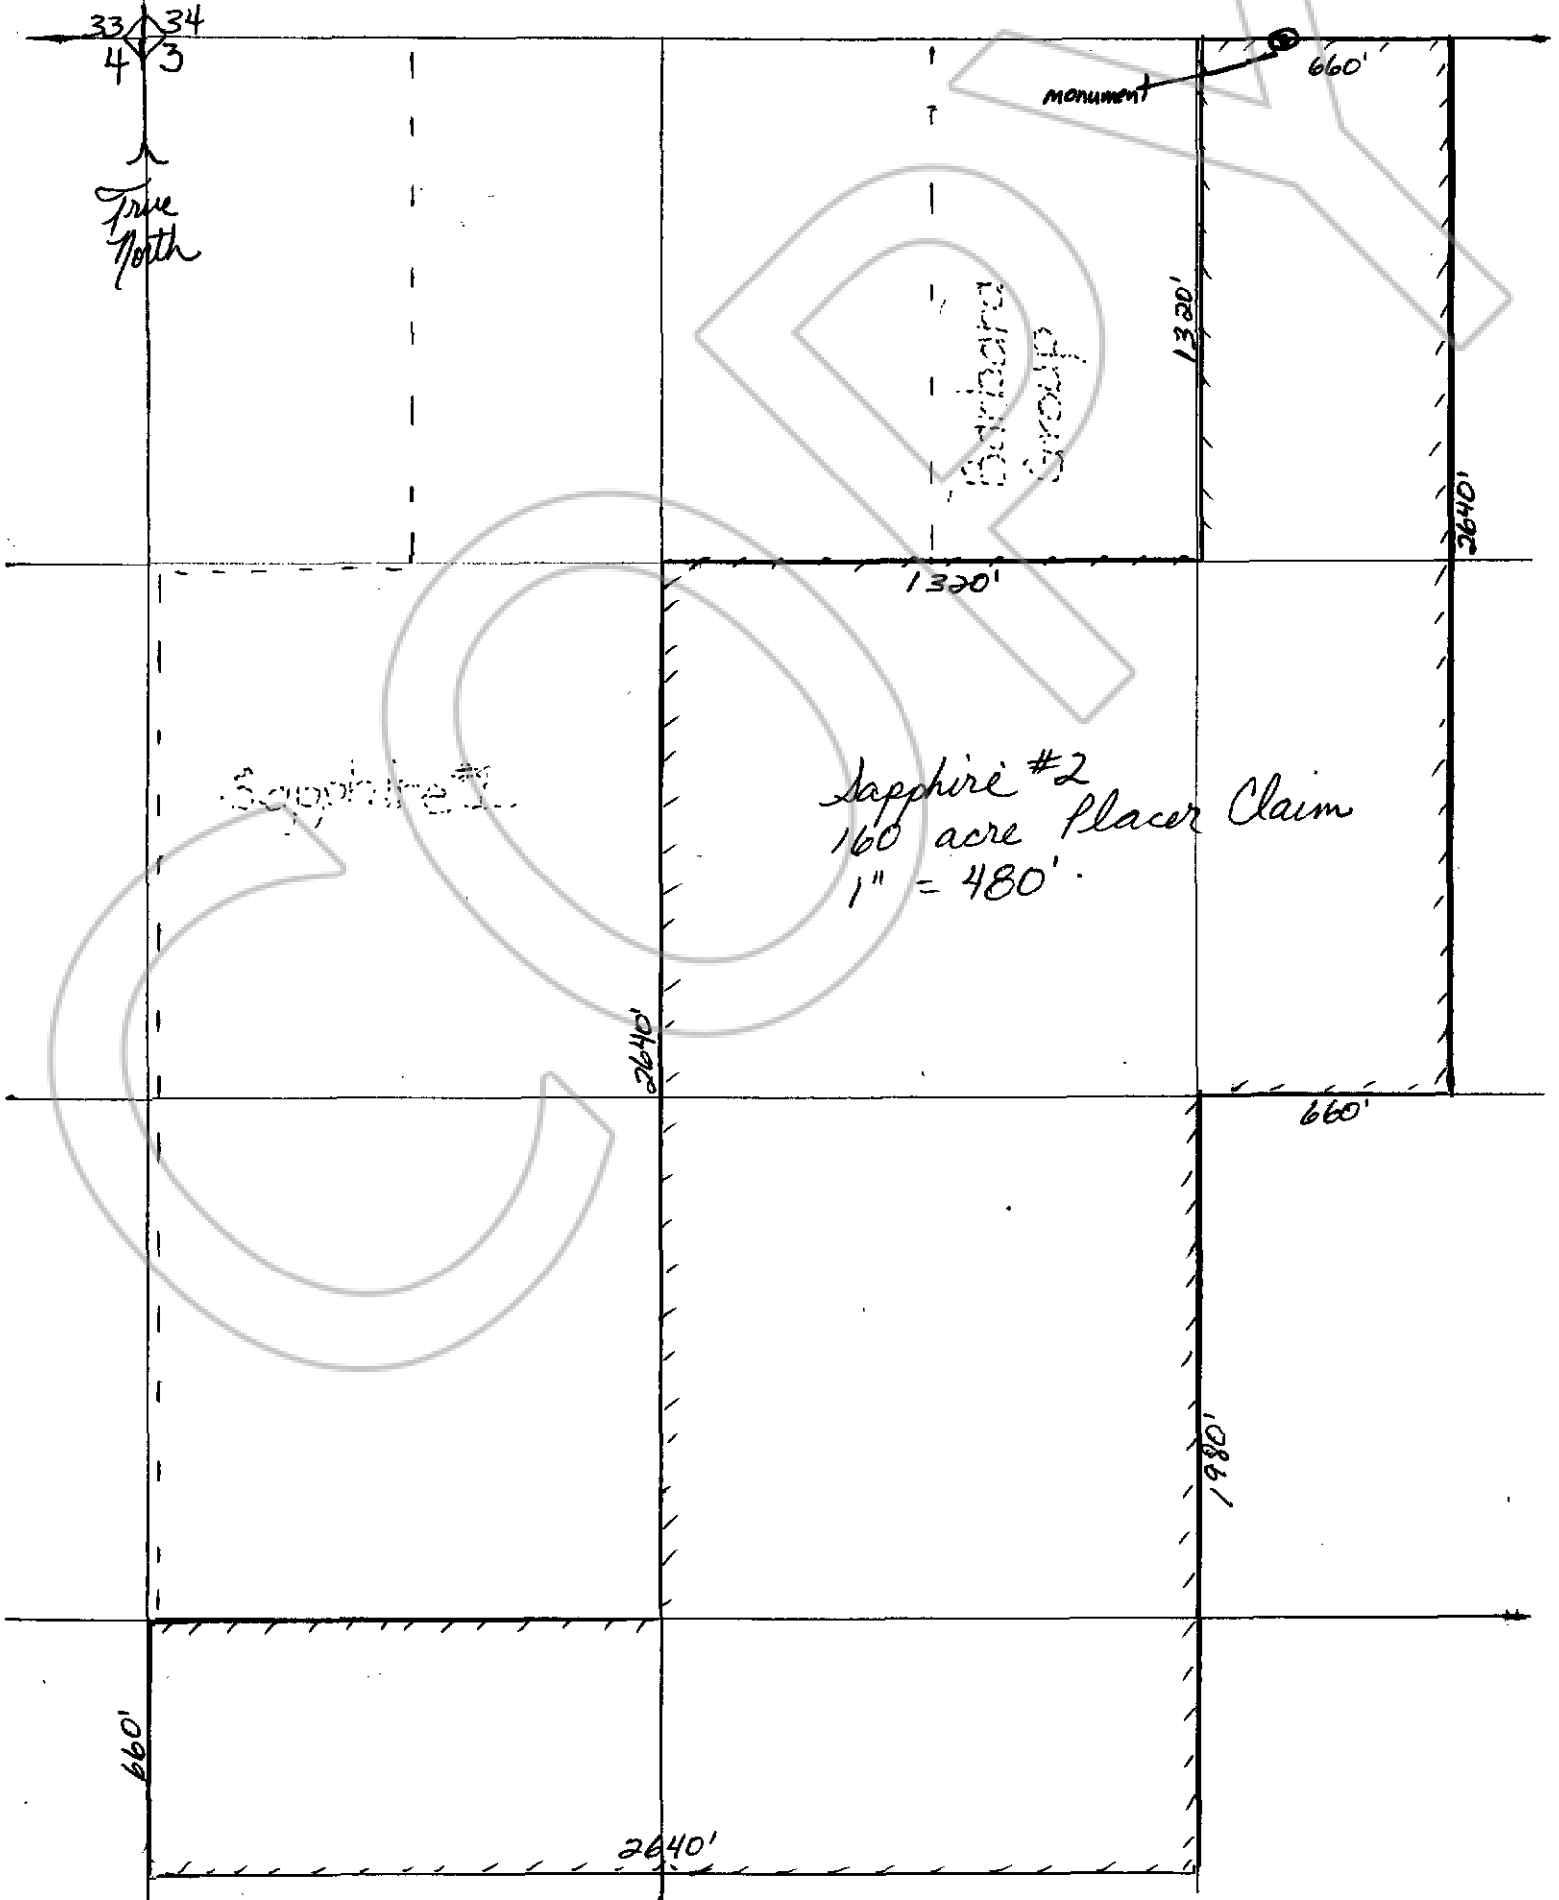 33 34
4 3
True
North
monument
660'
1320'
Barbara
Group
2640'
1320'
Sapphire #1
Sapphire #2
160 acre Placer Claim
1" = 480'
2640'
660'
1980'
660'
2640'
COPY